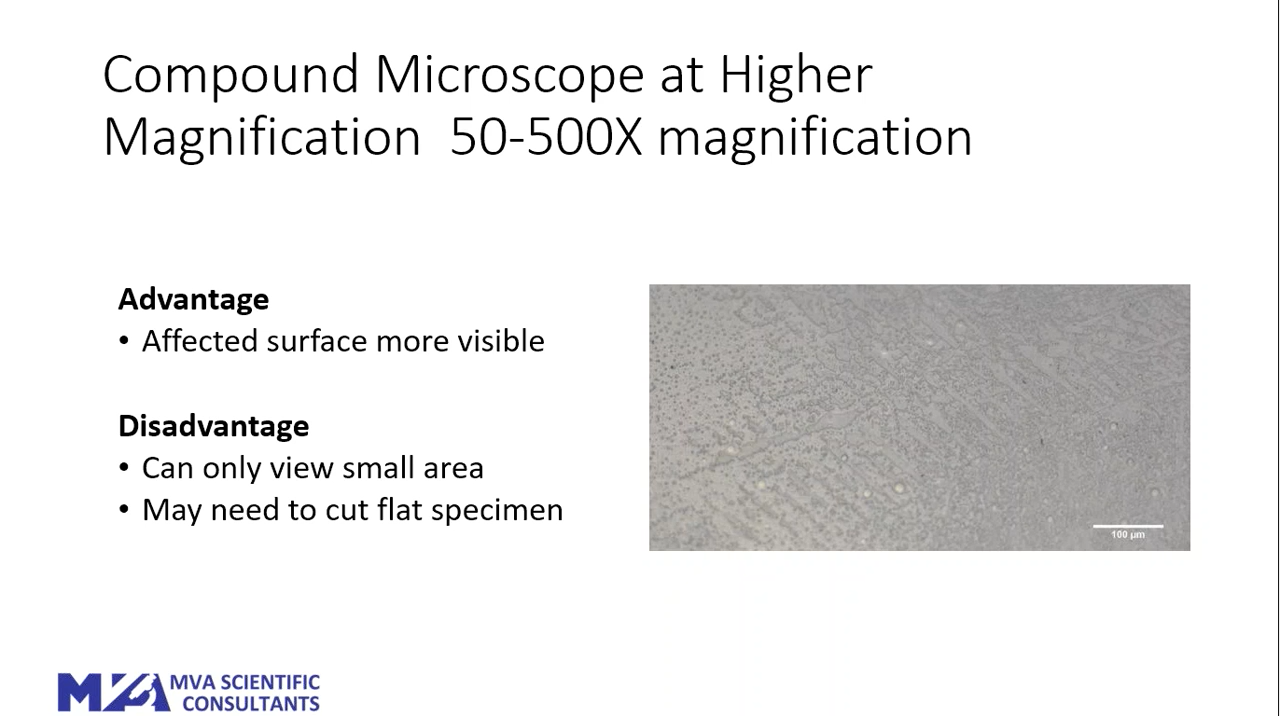 Compound Microscope at Higher
Magnification 50-500X magnification
Advantage
• Affected surface more visible
Disadvantage
• Can only view small area
• May need to cut flat specimen
100 µm
MVA MVA SCIENTIFIC
CONSULTANTS